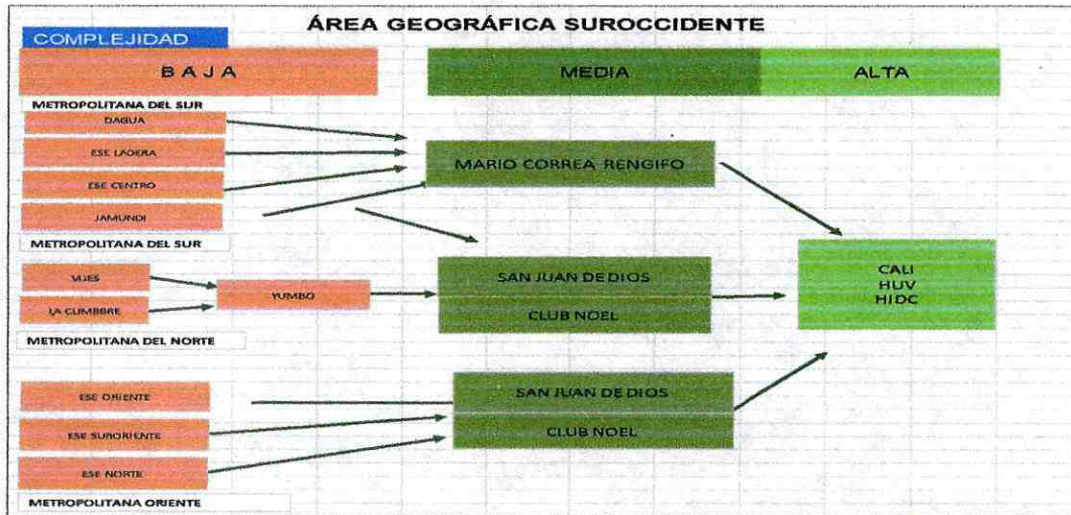 ÁREA GEOGRÁFICA SUROCCIDENTE
COMPLEJIDAD
BAJA
MEDIA
ALTA
METROPOLITANA DEL SUR
DAGUA
ESE LADERA
ESE CENTRO
JAMUNDI
METROPOLITANA DEL SUR
MARIO CORREA RENGIFO
VIJES
LA CUMBBRE
YUMBO
METROPOLITANA DEL NORTE
SAN JUAN DE DIOS
CLUB NOEL
CALI
HUV
HIDC
ESE ORIENTE
ESE SURORIENTE
ESE NORTE
METROPOLITANA ORIENTE
SAN JUAN DE DIOS
CLUB NOEL